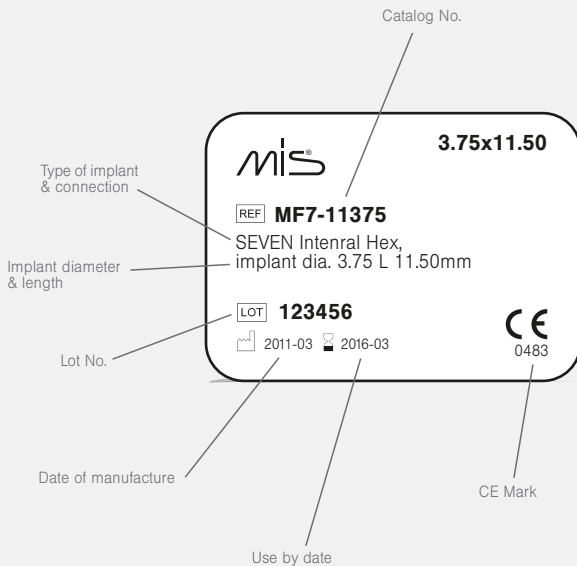 Catalog No.
3.75x11.50
mis®
Type of implant
& connection
REF MF7-11375
SEVEN Intenral Hex,
implant dia. 3.75 L 11.50mm
Implant diameter
& length
LOT 123456
2011-03 2016-03
CE
0483
Lot No.
Date of manufacture
CE Mark
Use by date